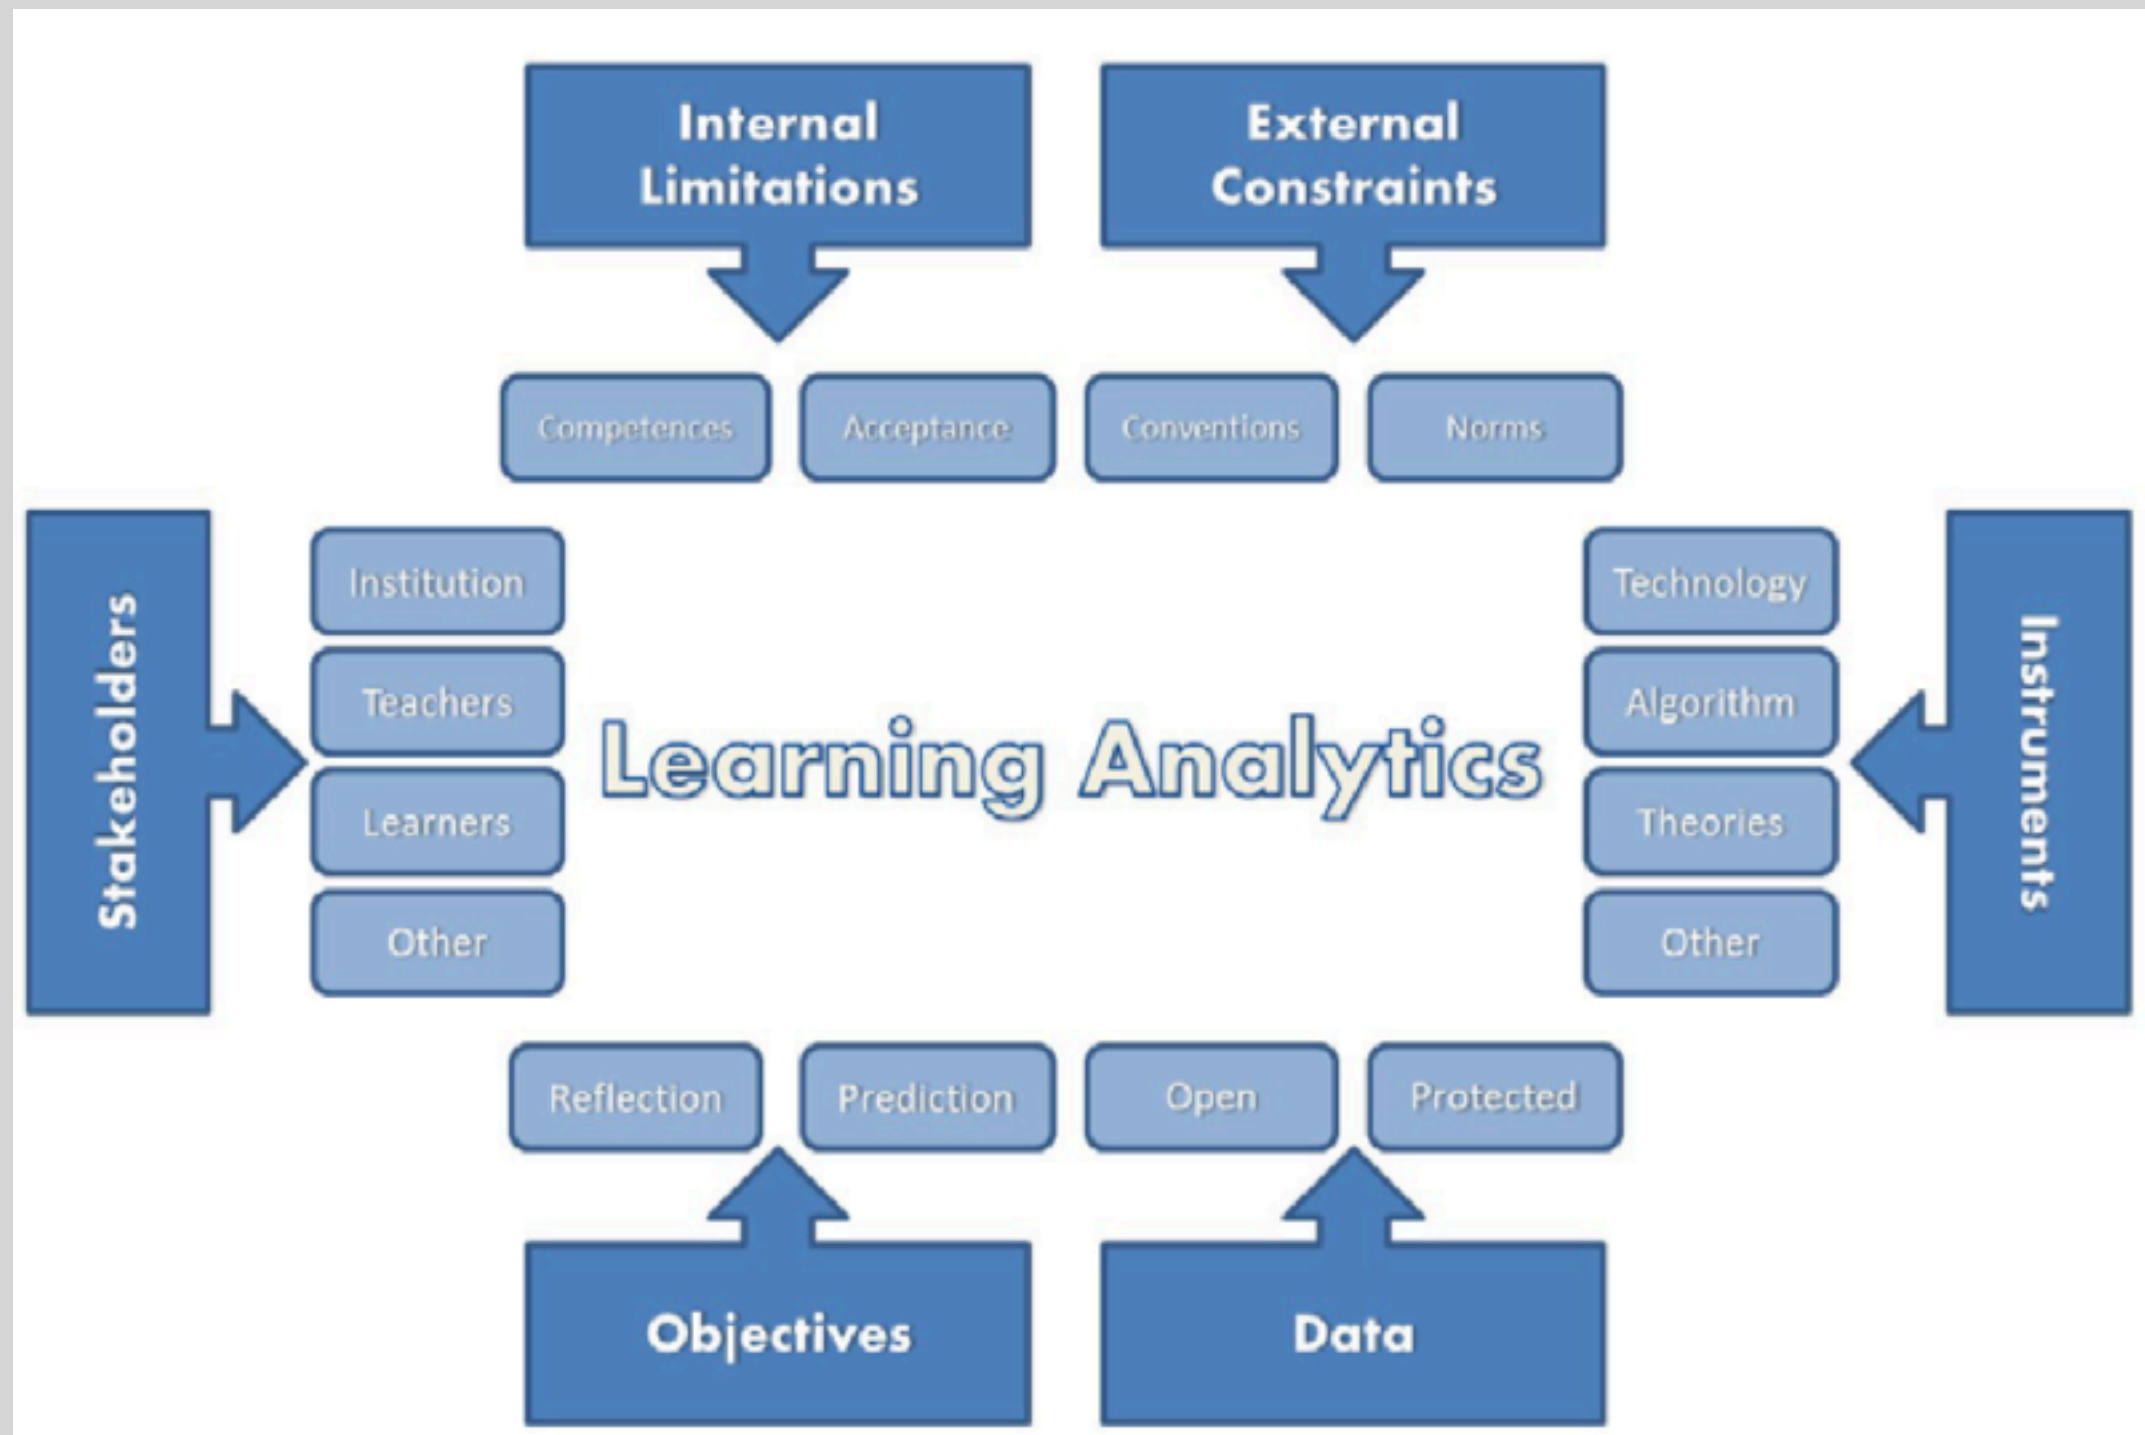 Internal
Limitations
External
Constraints
Competences
Acceptance
Conventions
Norms
Stakeholders
Institution
Teachers
Learners
Other
Learning Analytics
Technology
Algorithm
Theories
Other
Instruments
Reflection
Prediction
Open
Protected
Objectives
Data